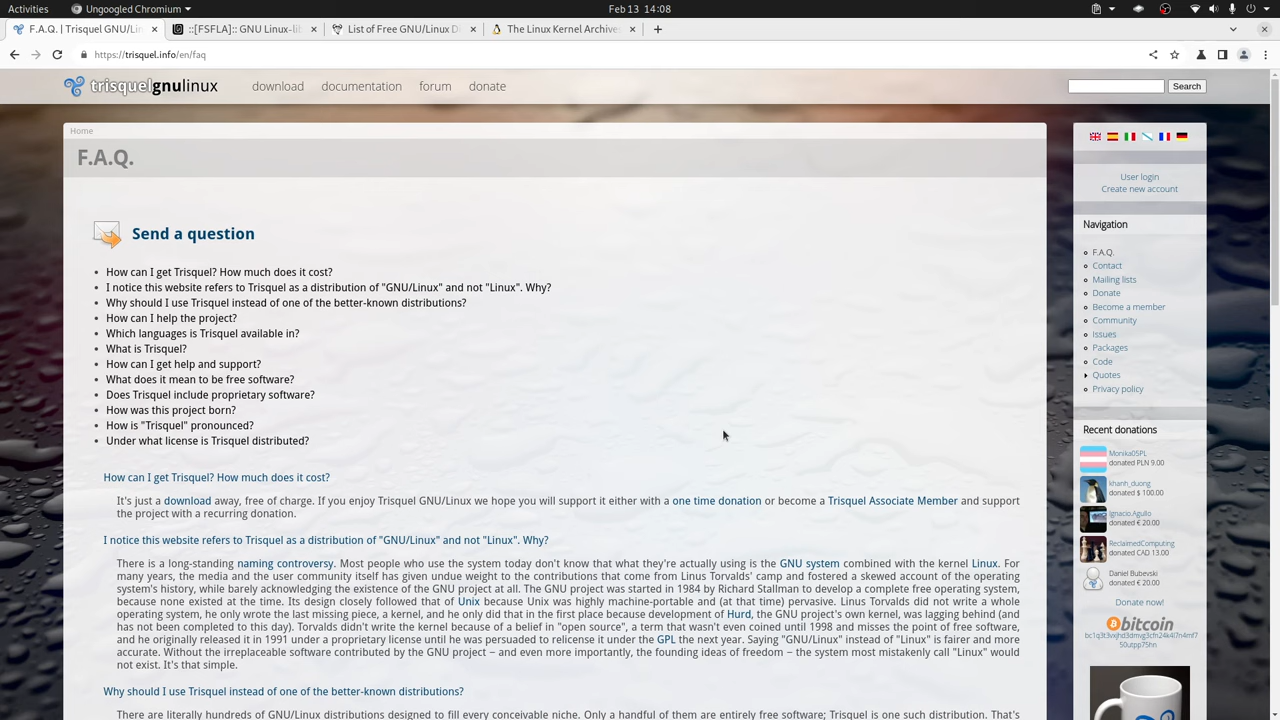 Activities
Ungoogled Chromium
Feb 13 14:08
F.A.Q. | Trisquel GNU/Lin
::[FSFLA]:: GNU Linux-li
List of Free GNU/Linux D
The Linux Kernel Archive
https://trisquel.info/en/faq
trisquelgnulinux
download
documentation
forum
donate
Search
Home
F.A.Q.
Send a question
How can I get Trisquel? How much does it cost?
I notice this website refers to Trisquel as a distribution of "GNU/Linux" and not "Linux". Why?
Why should I use Trisquel instead of one of the better-known distributions?
How can I help the project?
Which languages is Trisquel available in?
What is Trisquel?
How can I get help and support?
What does it mean to be free software?
Does Trisquel include proprietary software?
How was this project born?
How is "Trisquel" pronounced?
Under what license is Trisquel distributed?
How can I get Trisquel? How much does it cost?
It's just a download away, free of charge. If you enjoy Trisquel GNU/Linux we hope you will support it either with a one time donation or become a Trisquel Associate Member and support
the project with a recurring donation.
I notice this website refers to Trisquel as a distribution of "GNU/Linux" and not "Linux". Why?
There is a long-standing naming controversy. Most people who use the system today don't know that what they're actually using is the GNU system combined with the kernel Linux. For
many years, the media and the user community itself has given undue weight to the contributions that come from Linus Torvalds' camp and fostered a skewed account of the operating
system's history, while barely acknowledging the existence of the GNU project at all. The GNU project was started in 1984 by Richard Stallman to develop a complete free operating system,
because none existed at the time. Its design closely followed that of Unix because Unix was highly machine-portable and (at that time) pervasive. Linus Torvalds did not write a whole
operating system, he only wrote the last missing piece, a kernel, and he only did that in the first place because development of Hurd, the GNU project's own kernel, was lagging behind (and
has not been completed to this day). Torvalds didn't write the kernel because of a belief in "open source", a term that wasn't even coined until 1998 and misses the point of free software,
and he originally released it in 1991 under a proprietary license until he was persuaded to relicense it under the GPL the next year. Saying "GNU/Linux" instead of "Linux" is fairer and more
accurate. Without the irreplaceable software contributed by the GNU project − and even more importantly, the founding ideas of freedom − the system most mistakenly call "Linux" would
not exist. It's that simple.
Why should I use Trisquel instead of one of the better-known distributions?
There are literally hundreds of GNU/Linux distributions designed to fill every conceivable niche. Only a handful of them are entirely free software; Trisquel is one such distribution. That's
User login
Create new account
Navigation
F.A.Q.
Contact
Mailing lists
Donate
Become a member
Community
Issues
Packages
Code
Quotes
Privacy policy
Recent donations
Monika05PL
donated PLN 9.00
khanh_duong
donated $ 100.00
Ignacio.Agullo
donated € 20.00
ReclaimedComputing
donated CAD 13.00
Daniel Bubevski
donated € 20.00
Donate now!
bitcoin